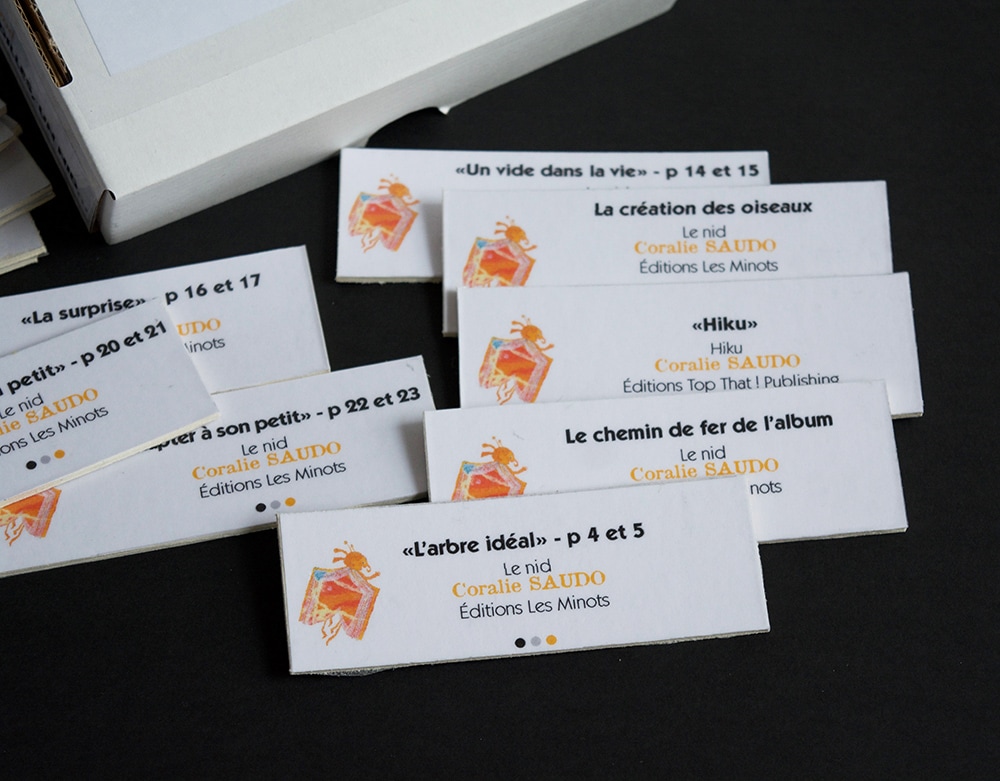 «Un vide dans la vie» - p 14 et 15
La création des oiseaux
Le nid
Coralie SAUDO
Éditions Les Minots
«Hiku»
Hiku
Coralie SAUDO
Éditions Top That ! Publishing
Le chemin de fer de l'album
Le nid
Coralie SAUDO
nots
«L'arbre idéal» - p 4 et 5
Le nid
Coralie SAUDO
Éditions Les Minots
«La surprise» - p 16 et 17
UDO
inots
petit» - p 20 et 21
Le nid
lie SAUDO
ons Les Minots
pter à son petit» - p 22 et 23
Le nid
Coralie SAUDO
Éditions Les Minots